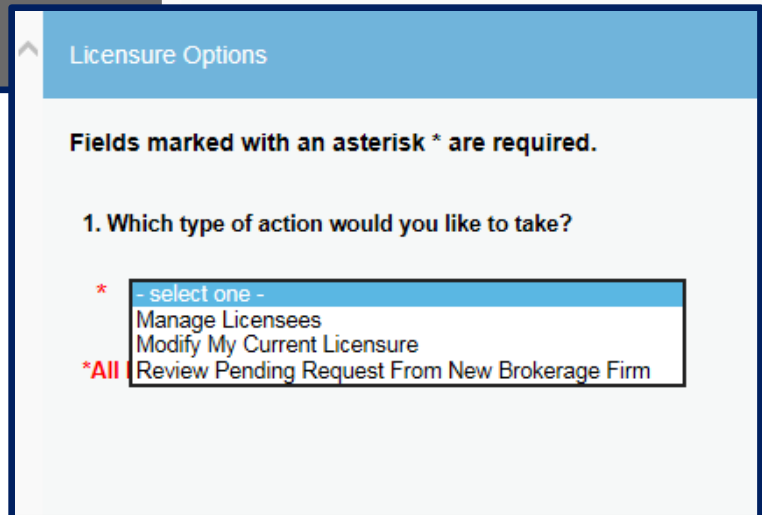 Licensure Options
Fields marked with an asterisk * are required.
1. Which type of action would you like to take?
* - select one -
Manage Licensees
Modify My Current Licensure
*All Review Pending Request From New Brokerage Firm